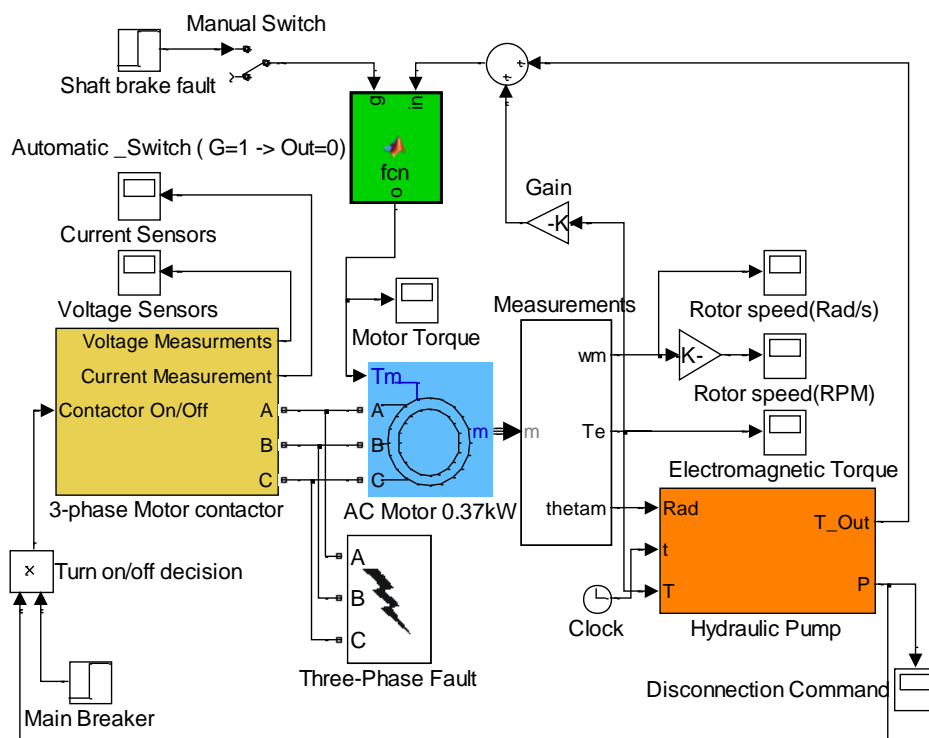 Manual Switch
Shaft brake fault
g
in
Automatic _Switch ( G=1 -> Out=0)
fcn
o
Gain
-K
Current Sensors
Voltage Sensors
Motor Torque
Measurements
Rotor speed(Rad/s)
K-
Rotor speed(RPM)
Voltage Measurments
Current Measurement
Contactor On/Off
A
B
C
3-phase Motor contactor
Tm
A
B
C
m
AC Motor 0.37kW
m
wm
Te
thetam
Electromagnetic Torque
Rad
t
T
T_Out
P
Hydraulic Pump
Clock
x
Turn on/off decision
A
B
C
Three-Phase Fault
Main Breaker
Disconnection Command